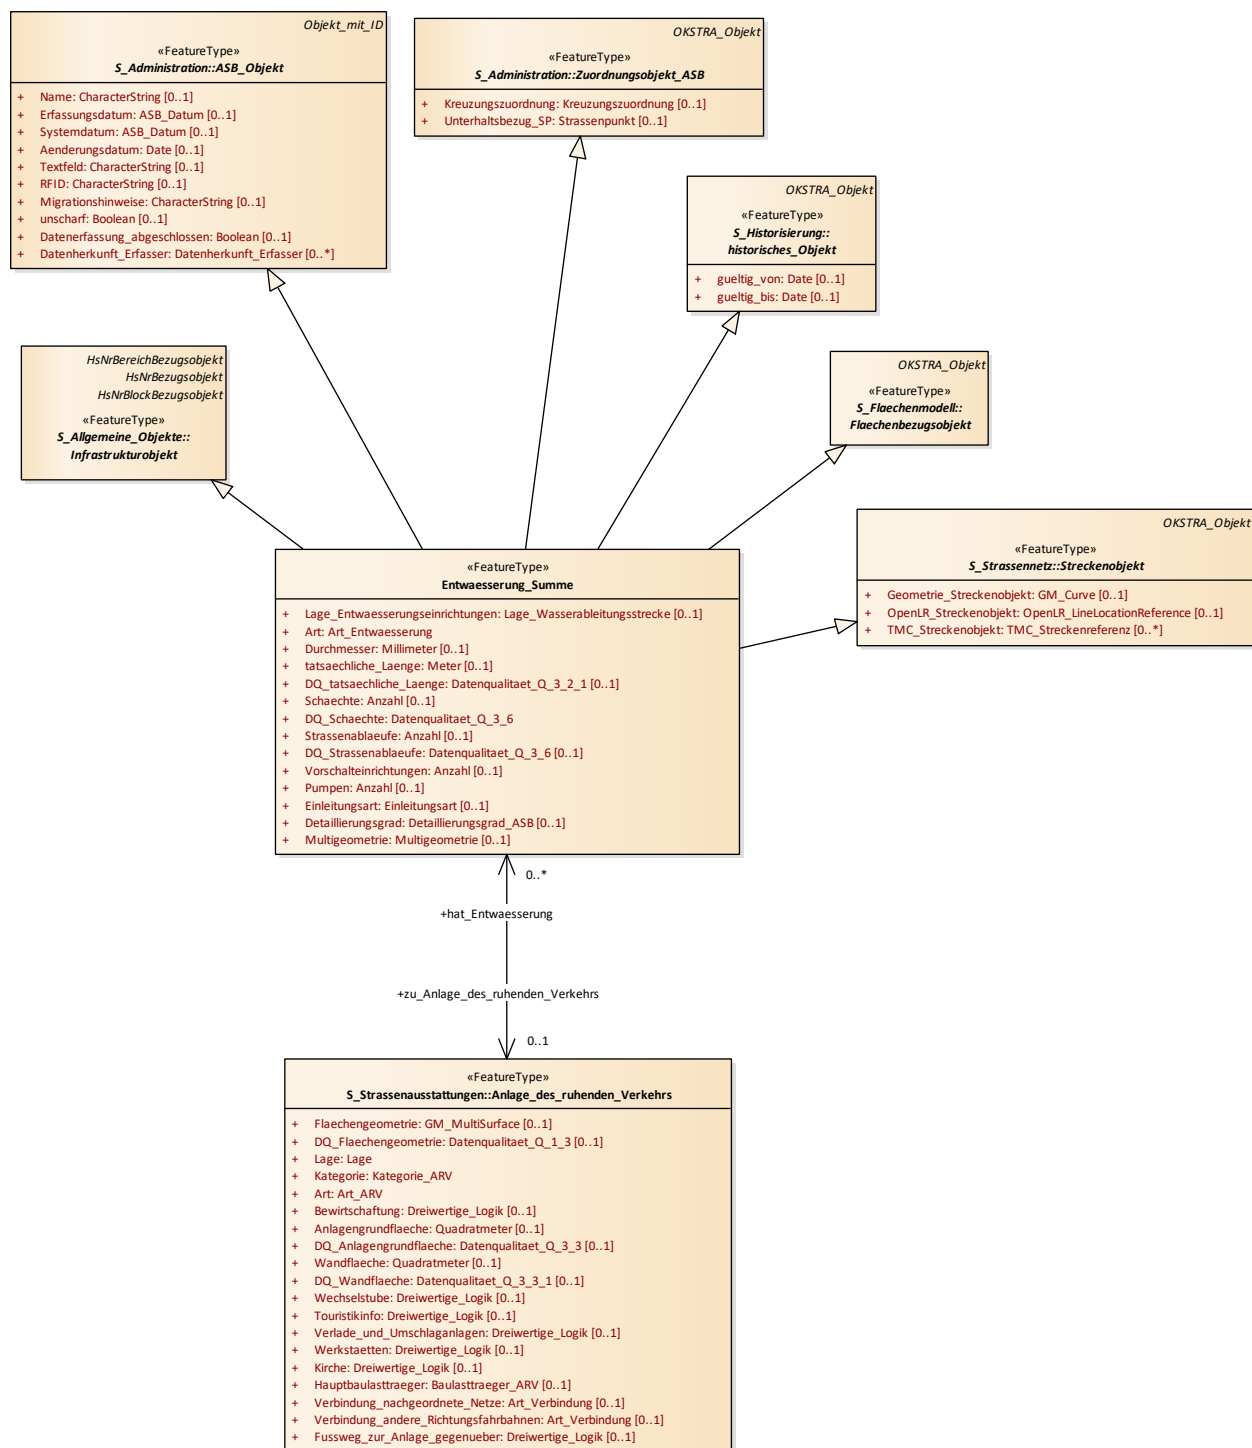 Objekt_mit_ID
«FeatureType»
S_Administration::ASB_Objekt
+ Name: CharacterString [0..1]
+ Erfassungsdatum: ASB_Datum [0..1]
+ Systemdatum: ASB_Datum [0..1]
+ Aenderungsdatum: Date [0..1]
+ Textfeld: CharacterString [0..1]
+ RFID: CharacterString [0..1]
+ Migrationshinweise: CharacterString [0..1]
+ unscharf: Boolean [0..1]
+ Datenerfassung_abgeschlossen: Boolean [0..1]
+ Datenherkunft_Erfasser: Datenherkunft_Erfasser [0..*]
OKSTRA_Objekt
«FeatureType»
S_Administration::Zuordnungsobjekt_ASB
+ Kreuzungszuordnung: Kreuzungszuordnung [0..1]
+ Unterhaltsbezug_SP: Strassenpunkt [0..1]
OKSTRA_Objekt
«FeatureType»
S_Historisierung::
historisches_Objekt
+ gueltig_von: Date [0..1]
+ gueltig_bis: Date [0..1]
HsNrBereichBezugsobjekt
HsNrBezugsobjekt
HsNrBlockBezugsobjekt
«FeatureType»
S_Allgemeine_Objekte::
Infrastrukturobjekt
OKSTRA_Objekt
«FeatureType»
S_Flaechenmodell::
Flaechenbezugsobjekt
OKSTRA_Objekt
«FeatureType»
S_Strassennetz::Streckenobjekt
+ Geometrie_Streckenobjekt: GM_Curve [0..1]
+ OpenLR_Streckenobjekt: OpenLR_LineLocationReference [0..1]
+ TMC_Streckenobjekt: TMC_Streckenreferenz [0..*]
«FeatureType»
Entwaesserung_Summe
+ Lage_Entwaesserungseinrichtungen: Lage_Wasserableitungsstrecke [0..1]
+ Art: Art_Entwaesserung
+ Durchmesser: Millimeter [0..1]
+ tatsaechliche_Laenge: Meter [0..1]
+ DQ_tatsaechliche_Laenge: Datenqualitaet_Q_3_2_1 [0..1]
+ Schaechte: Anzahl [0..1]
+ DQ_Schaechte: Datenqualitaet_Q_3_6
+ Strassenablaeufe: Anzahl [0..1]
+ DQ_Strassenablaeufe: Datenqualitaet_Q_3_6 [0..1]
+ Vorschalteinrichtungen: Anzahl [0..1]
+ Pumpen: Anzahl [0..1]
+ Einleitungsart: Einleitungsart [0..1]
+ Detaillierungsgrad: Detaillierungsgrad_ASB [0..1]
+ Multigeometrie: Multigeometrie [0..1]
0..*
+hat_Entwaesserung
+zu_Anlage_des_ruhenden_Verkehrs
0..1
«FeatureType»
S_Strassenausstattungen::Anlage_des_ruhenden_Verkehrs
+ Flaechengeometrie: GM_MultiSurface [0..1]
+ DQ_Flaechengeometrie: Datenqualitaet_Q_1_3 [0..1]
+ Lage: Lage
+ Kategorie: Kategorie_ARV
+ Art: Art_ARV
+ Bewirtschaftung: Dreiwertige_Logik [0..1]
+ Anlagengrundflaeche: Quadratmeter [0..1]
+ DQ_Anlagengrundflaeche: Datenqualitaet_Q_3_3 [0..1]
+ Wandflaeche: Quadratmeter [0..1]
+ DQ_Wandflaeche: Datenqualitaet_Q_3_3_1 [0..1]
+ Wechselstube: Dreiwertige_Logik [0..1]
+ Touristikinfo: Dreiwertige_Logik [0..1]
+ Verlade_und_Umschlaganlagen: Dreiwertige_Logik [0..1]
+ Werkstaetten: Dreiwertige_Logik [0..1]
+ Kirche: Dreiwertige_Logik [0..1]
+ Hauptbaulasttraeger: Baulasttraeger_ARV [0..1]
+ Verbindung_nachgeordnete_Netze: Art_Verbindung [0..1]
+ Verbindung_andere_Richtungsfahrbahnen: Art_Verbindung [0..1]
+ Fussweg_zur_Anlage_gegenueber: Dreiwertige_Logik [0..1]